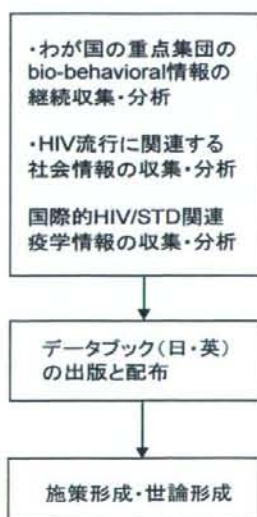 ・わが国の重点集団の
bio-behavioral情報の
継続収集・分析
・HIV流行に関連する
社会情報の収集・分析
国際的HIV/STD関連
疫学情報の収集・分析
データブック(日・英)
の出版と配布
施策形成・世論形成